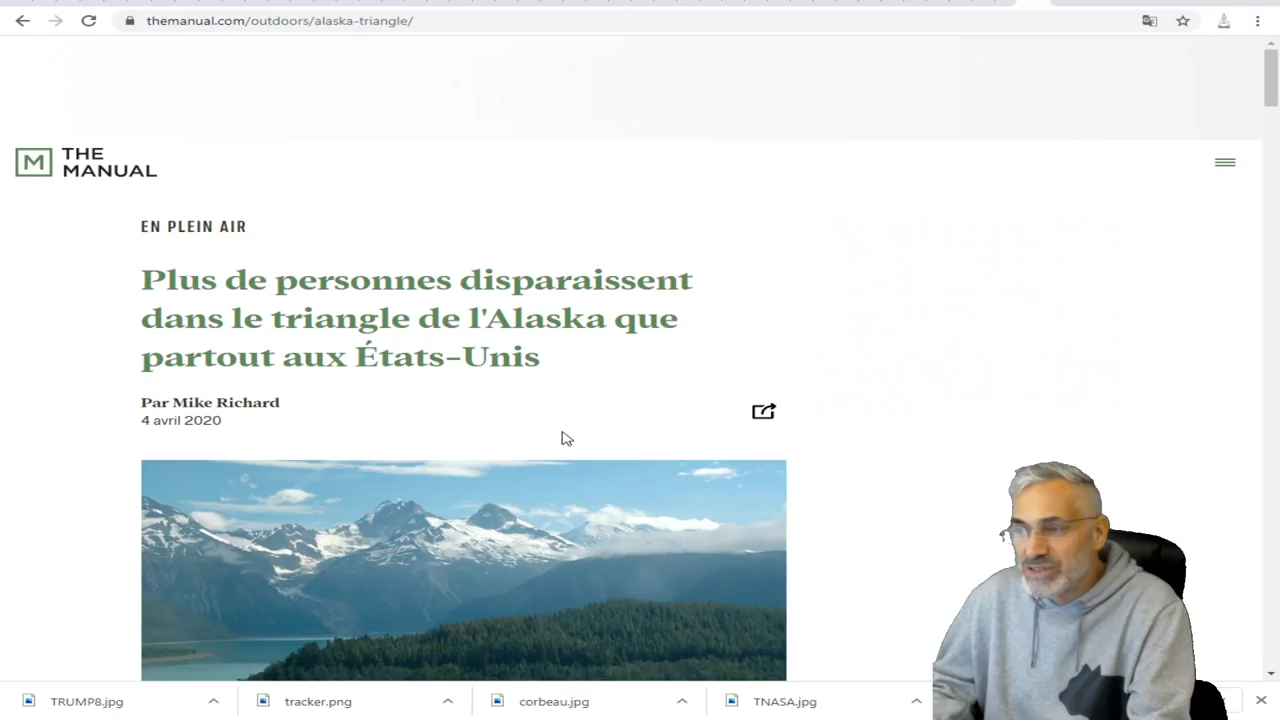 themanual.com/outdoors/alaska-triangle/
M THE
MANUAL
EN PLEIN AIR
Plus de personnes disparaissent
dans le triangle de l'Alaska que
partout aux États-Unis
Par Mike Richard
4 avril 2020
TRUMP8.jpg
tracker.png
corbeau.jpg
TNASA.jpg